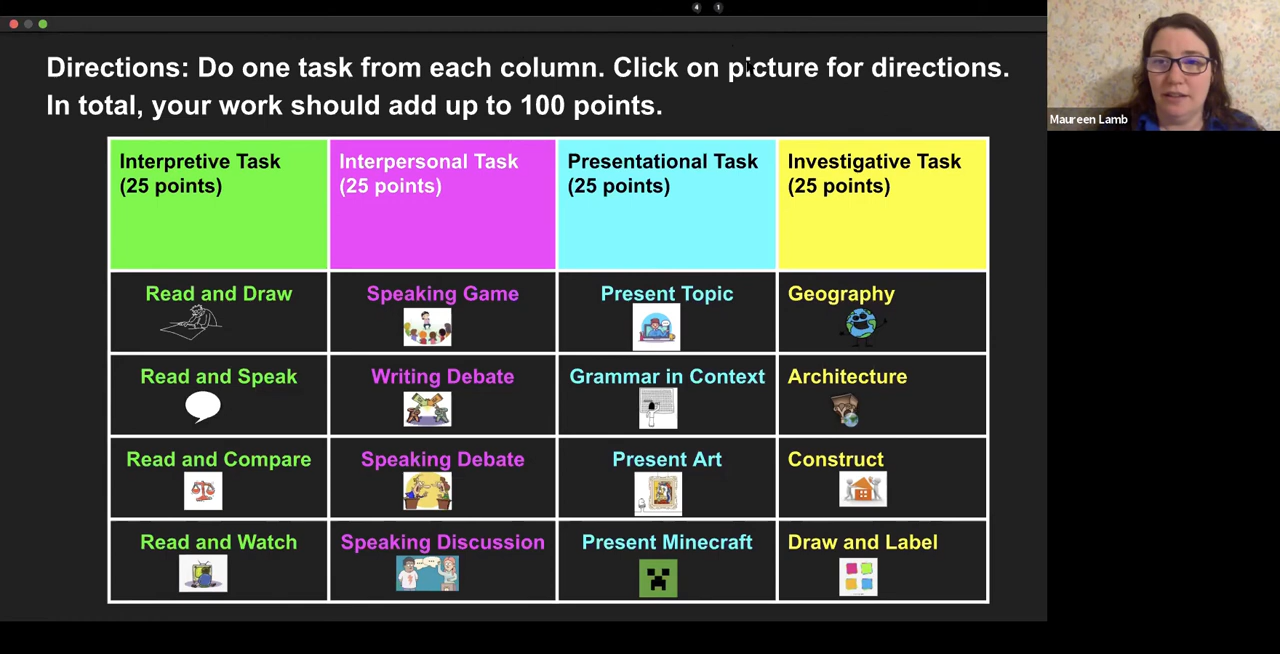 4 1
Directions: Do one task from each column. Click on picture for directions.
In total, your work should add up to 100 points.
Maureen Lamb
Interpretive Task
(25 points)
Interpersonal Task
(25 points)
Presentational Task
(25 points)
Investigative Task
(25 points)
Read and Draw
Speaking Game
Present Topic
Geography
Read and Speak
Writing Debate
Grammar in Context
Architecture
Read and Compare
Speaking Debate
Present Art
Construct
Read and Watch
Speaking Discussion
Present Minecraft
Draw and Label